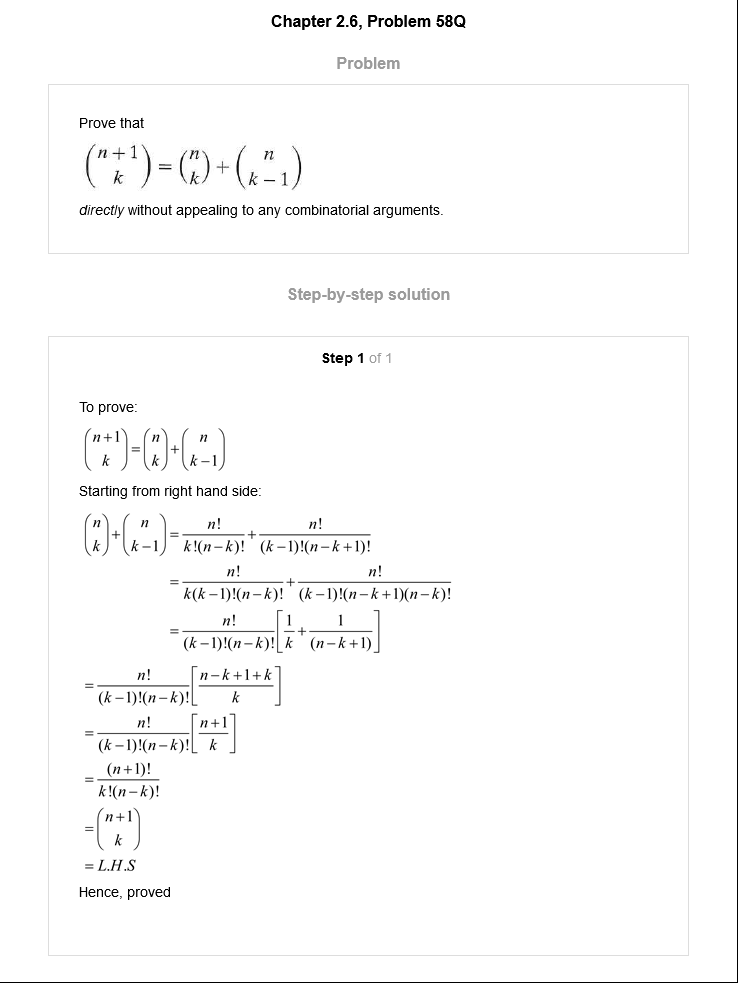 Chapter 2.6, Problem 58Q
Problem
Prove that
$\binom{n+1}{k} = \binom{n}{k} + \binom{n}{k-1}$
directly without appealing to any combinatorial arguments.
Step-by-step solution
Step 1 of 1
To prove:
$\binom{n+1}{k} = \binom{n}{k} + \binom{n}{k-1}$
Starting from right hand side:
$\binom{n}{k} + \binom{n}{k-1} = \frac{n!}{k!(n-k)!} + \frac{n!}{(k-1)!(n-k+1)!}$
$= \frac{n!}{k(k-1)!(n-k)!} + \frac{n!}{(k-1)!(n-k+1)(n-k)!}$
$= \frac{n!}{(k-1)!(n-k)!}\left[\frac{1}{k} + \frac{1}{(n-k+1)}\right]$
$= \frac{n!}{(k-1)!(n-k)!}\left[\frac{n-k+1+k}{k}\right]$
$= \frac{n!}{(k-1)!(n-k)!}\left[\frac{n+1}{k}\right]$
$= \frac{(n+1)!}{k!(n-k)!}$
$= \binom{n+1}{k}$
= L.H.S
Hence, proved